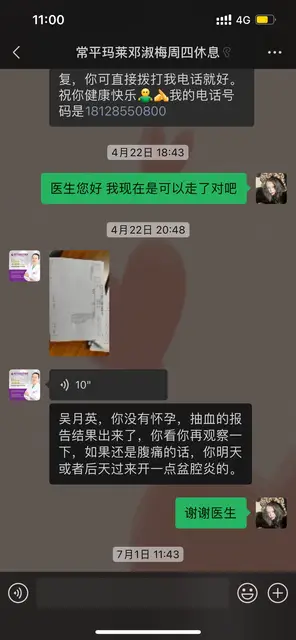 11:00
4G
常平玛莱邓淑梅周四休息
复，你可直接拨打我电话就好。
祝你健康快乐我的电话号
码是18128550800
4月22日 18:43
医生您好 我现在是可以走了对吧
4月22日 20:48
10"
吴月英，你没有怀孕，抽血的报
告结果出来了，你看你再观察一
下，如果还是腹痛的话，你明天
或者后天过来开一点盆腔炎的。
谢谢医生
7月1日 11:43